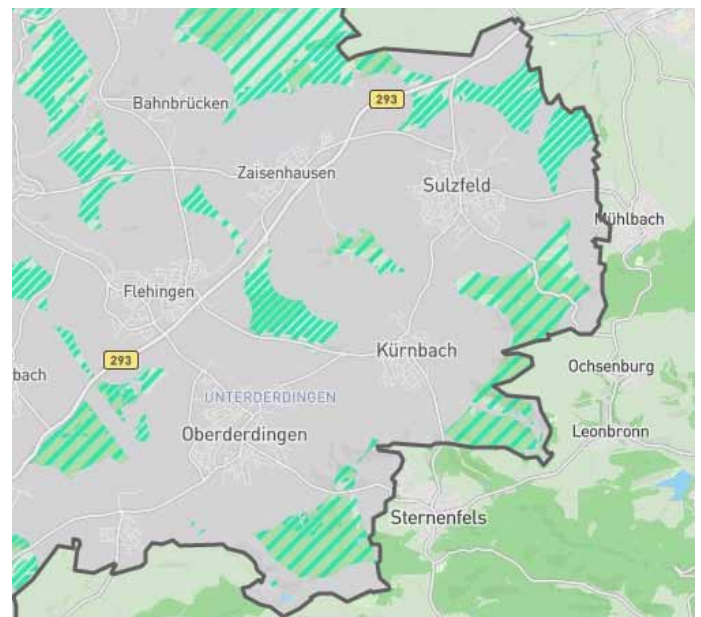 Bahnbrücken
293
Zaisenhausen
Sulzfeld
Mühlbach
Flehingen
293
Kürnbach
bach
Ochsenburg
UNTERDERDINGEN
Oberderdingen
Leonbronn
Sternenfels